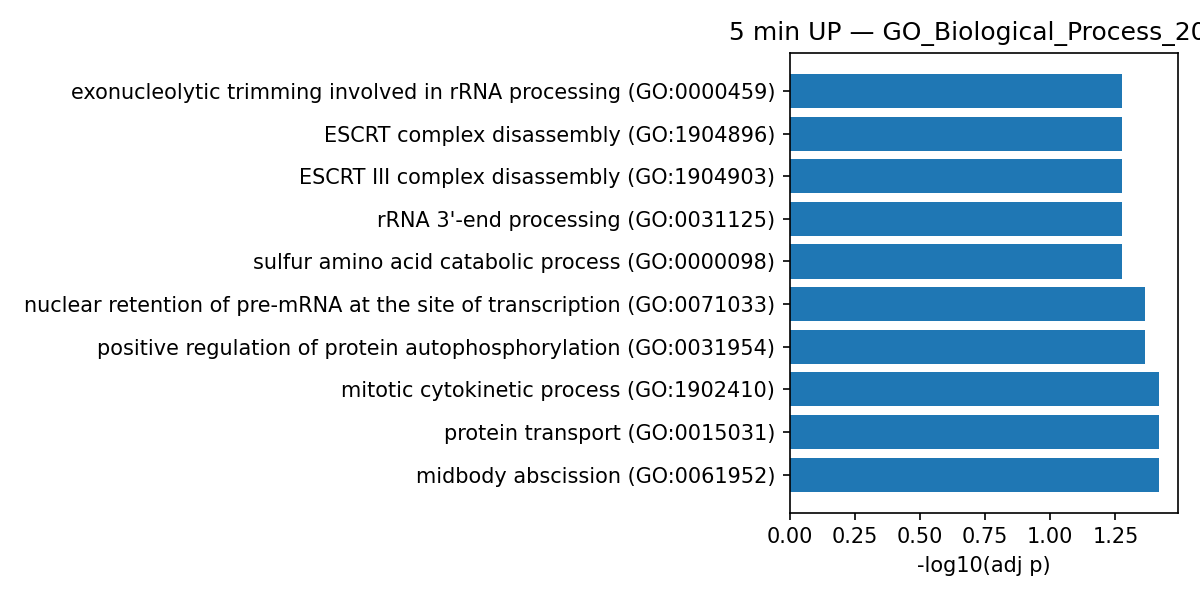 5 min UP — GO_Biological_Process_20
exonucleolytic trimming involved in rRNA processing (GO:0000459)
ESCRT complex disassembly (GO:1904896)
ESCRT III complex disassembly (GO:1904903)
rRNA 3'-end processing (GO:0031125)
sulfur amino acid catabolic process (GO:0000098)
nuclear retention of pre-mRNA at the site of transcription (GO:0071033)
positive regulation of protein autophosphorylation (GO:0031954)
mitotic cytokinetic process (GO:1902410)
protein transport (GO:0015031)
midbody abscission (GO:0061952)
0.00 0.25 0.50 0.75 1.00 1.25
-log10(adj p)